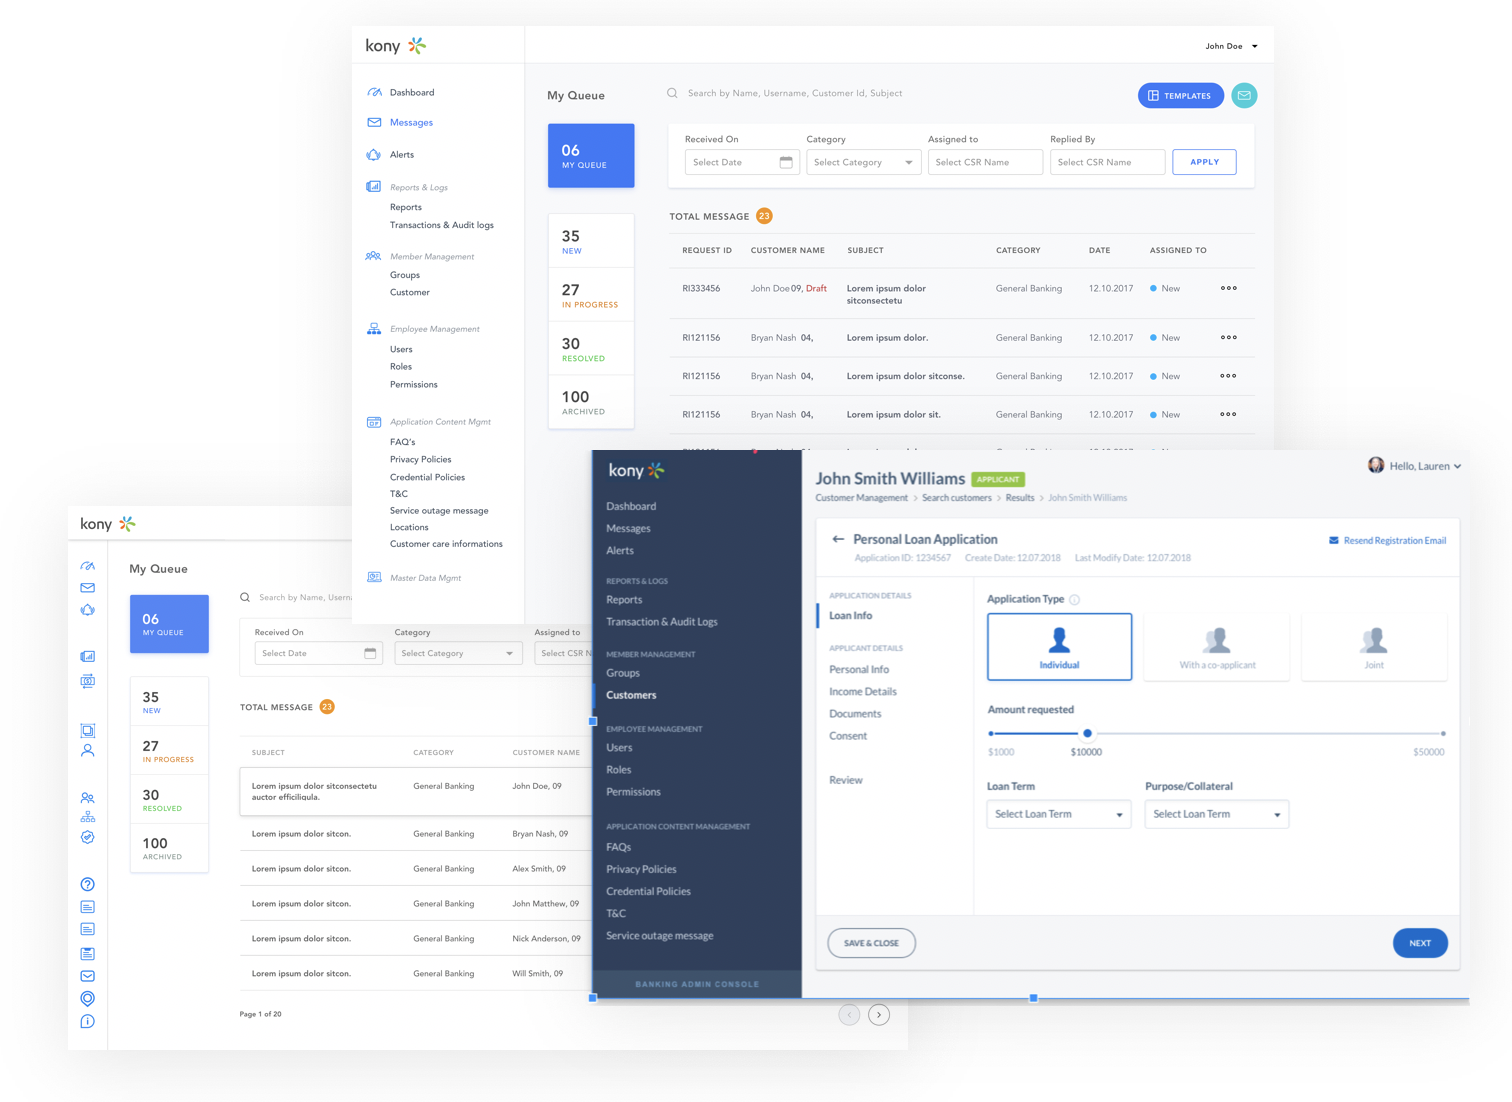 kony
John Doe
Dashboard
Messages
Alerts
Reports & Logs
Reports
Transactions & Audit logs
Member Management
Groups
Customer
Employee Management
Users
Roles
Permissions
Application Content Mgmt
FAQ's
Privacy Policies
Credential Policies
T&C
Service outage message
Locations
Customer care informations
Master Data Mgmt
My Queue
Search by Name, Username, Customer Id, Subject
TEMPLATES
06
MY QUEUE
35
NEW
27
IN PROGRESS
30
RESOLVED
100
ARCHIVED
Received On Category Assigned to Replied By
Select Date Select Category Select CSR Name Select CSR Name APPLY
TOTAL MESSAGE 23
REQUEST ID CUSTOMER NAME SUBJECT CATEGORY DATE ASSIGNED TO
RI333456 John Doe 09, Draft Lorem ipsum dolor sitconsectetu General Banking 12.10.2017 New
RI121156 Bryan Nash 04, Lorem ipsum dolor. General Banking 12.10.2017 New
RI121156 Bryan Nash 04, Lorem ipsum dolor sitconse. General Banking 12.10.2017 New
RI121156 Bryan Nash 04, Lorem ipsum dolor sit. General Banking 12.10.2017 New
kony
My Queue
Search by Name, Userna
06
MY QUEUE
35
NEW
27
IN PROGRESS
30
RESOLVED
100
ARCHIVED
Received On Category Assigned to
Select Date Select Category Select CSR N
TOTAL MESSAGE 23
SUBJECT CATEGORY CUSTOMER NAME
Lorem ipsum dolor sitconsectetu General Banking John Doe, 09
auctor efficiliqula.
Lorem ipsum dolor sitcon. General Banking Bryan Nash, 09
Lorem ipsum dolor sitcon. General Banking Alex Smith, 09
Lorem ipsum dolor sitcon. General Banking John Matthew, 09
Lorem ipsum dolor sitcon. General Banking Nick Anderson, 09
Lorem ipsum dolor sitcon. General Banking Will Smith, 09
Page 1 of 20
kony
Dashboard
Messages
Alerts
REPORTS & LOGS
Reports
Transaction & Audit Logs
MEMBER MANAGEMENT
Groups
Customers
EMPLOYEE MANAGEMENT
Users
Roles
Permissions
APPLICATION CONTENT MANAGEMENT
FAQs
Privacy Policies
Credential Policies
T&C
Service outage message
BANKING ADMIN CONSOLE
Hello, Lauren
John Smith Williams APPLICANT
Customer Management > Search customers > Results > John Smith Williams
Personal Loan Application
Resend Registration Email
Application ID: 1234567 Create Date: 12.07.2018 Last Modify Date: 12.07.2018
APPLICATION DETAILS
Loan Info
APPLICANT DETAILS
Personal Info
Income Details
Documents
Consent
Review
Application Type
Individual With a co-applicant Joint
Amount requested
$1000 $10000 $50000
Loan Term Purpose/Collateral
Select Loan Term Select Loan Term
SAVE & CLOSE NEXT